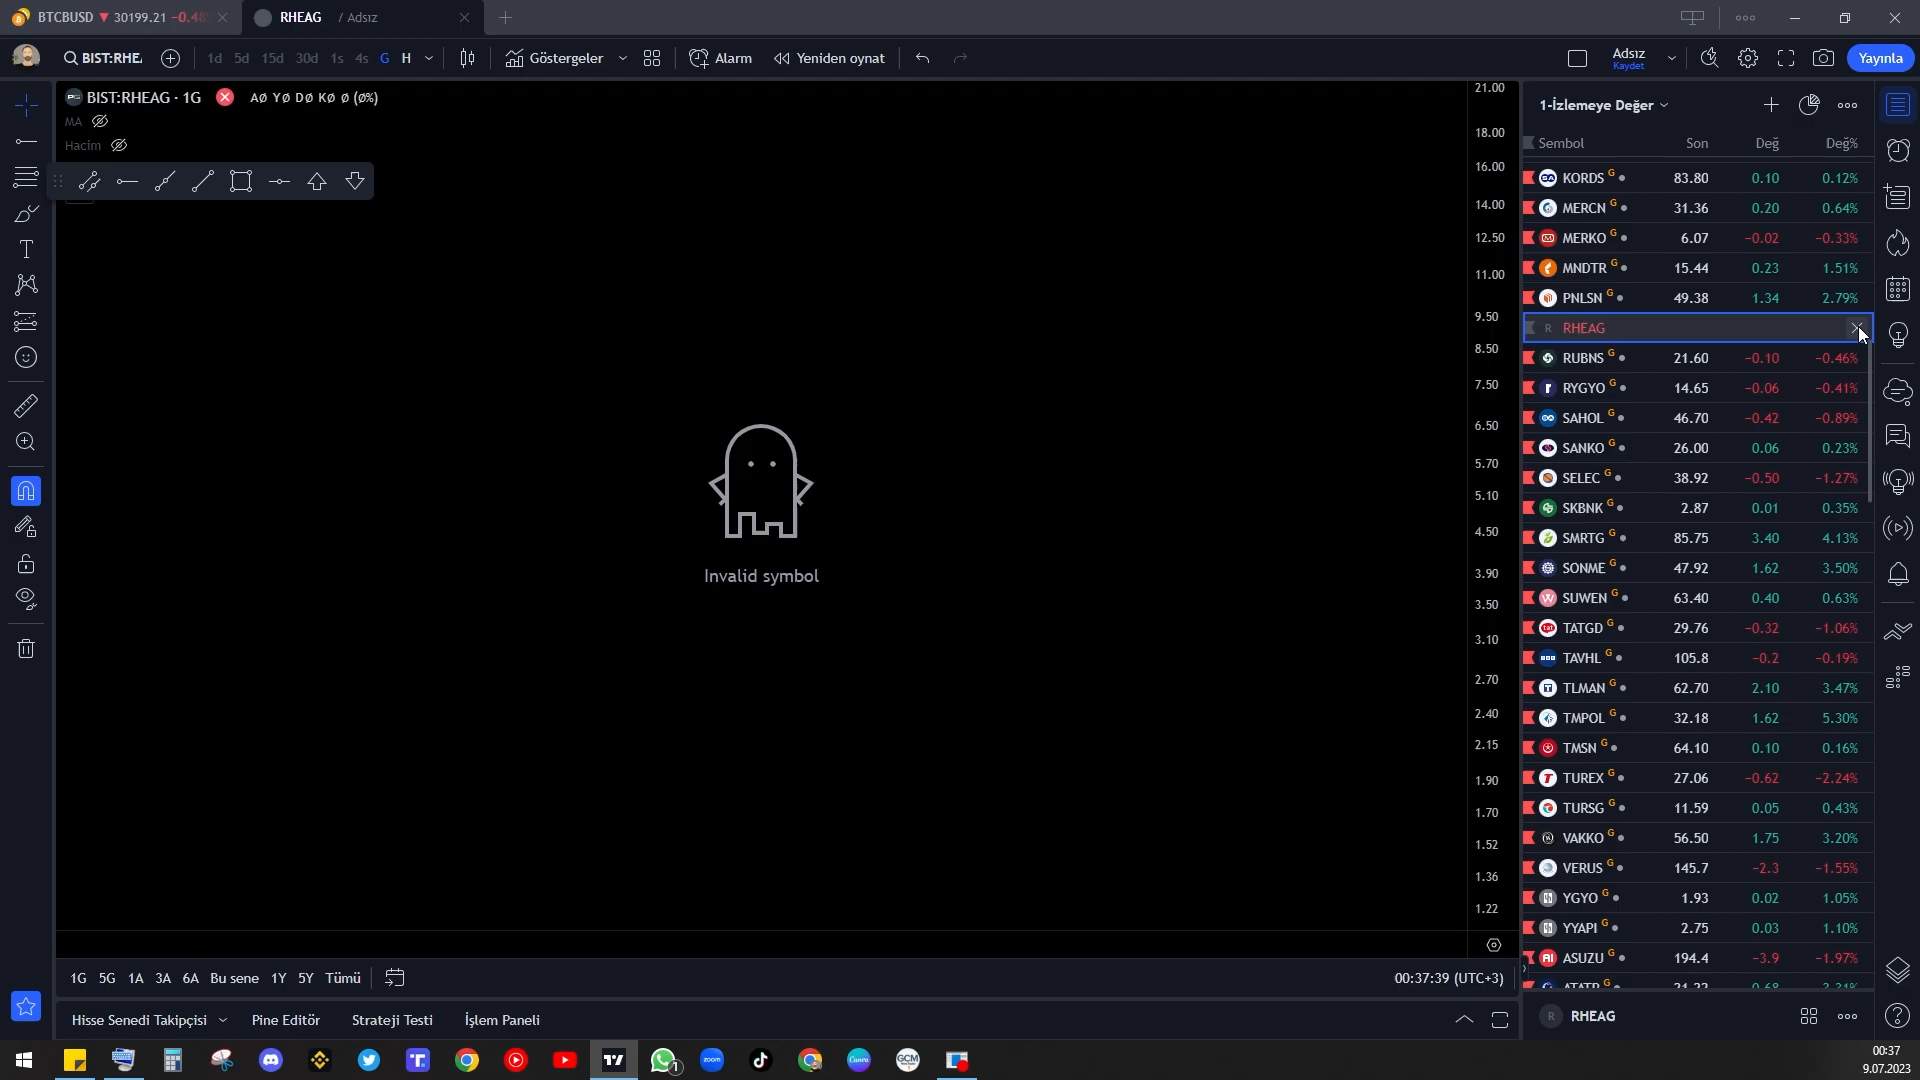 BTCBUSD ▼ 30199.21 −0.48
RHEAG / Adsız
BIST:RHE
1d 5d 15d 30d 1s 4s G H
Göstergeler
Alarm
Yeniden oynat
Adsız
Kaydet
Yayınla
BIST:RHEAG · 1G AØ YØ DØ KØ Ø (Ø%)
MA
Hacim
Invalid symbol
21.00
18.00
16.00
14.00
12.50
11.00
9.50
8.50
7.50
6.50
5.70
5.10
4.50
3.90
3.50
3.10
2.70
2.40
2.15
1.90
1.70
1.52
1.36
1.22
1G 5G 1A 3A 6A Bu sene 1Y 5Y Tümü
00:37:39 (UTC+3)
Hisse Senedi Takipçisi Pine Editör Strateji Testi İşlem Paneli
1-İzlemeye Değer
Sembol Son Değ Değ%
KORDS G 83.80 0.10 0.12%
MERCN G 31.36 0.20 0.64%
MERKO G 6.07 −0.02 −0.33%
MNDTR G 15.44 0.23 1.51%
PNLSN G 49.38 1.34 2.79%
R RHEAG
RUBNS G 21.60 −0.10 −0.46%
RYGYO G 14.65 −0.06 −0.41%
SAHOL G 46.70 −0.42 −0.89%
SANKO G 26.00 0.06 0.23%
SELEC G 38.92 −0.50 −1.27%
SKBNK G 2.87 0.01 0.35%
SMRTG G 85.75 3.40 4.13%
SONME G 47.92 1.62 3.50%
SUWEN G 63.40 0.40 0.63%
TATGD G 29.76 −0.32 −1.06%
TAVHL G 105.8 −0.2 −0.19%
TLMAN G 62.70 2.10 3.47%
TMPOL G 32.18 1.62 5.30%
TMSN G 64.10 0.10 0.16%
TUREX G 27.06 −0.62 −2.24%
TURSG G 11.59 0.05 0.43%
VAKKO G 56.50 1.75 3.20%
VERUS G 145.7 −2.3 −1.55%
YGYO G 1.93 0.02 1.05%
YYAPI G 2.75 0.03 1.10%
ASUZU G 194.4 −3.9 −1.97%
R RHEAG
zoom
Canva
GCM
1
00:37
9.07.2023